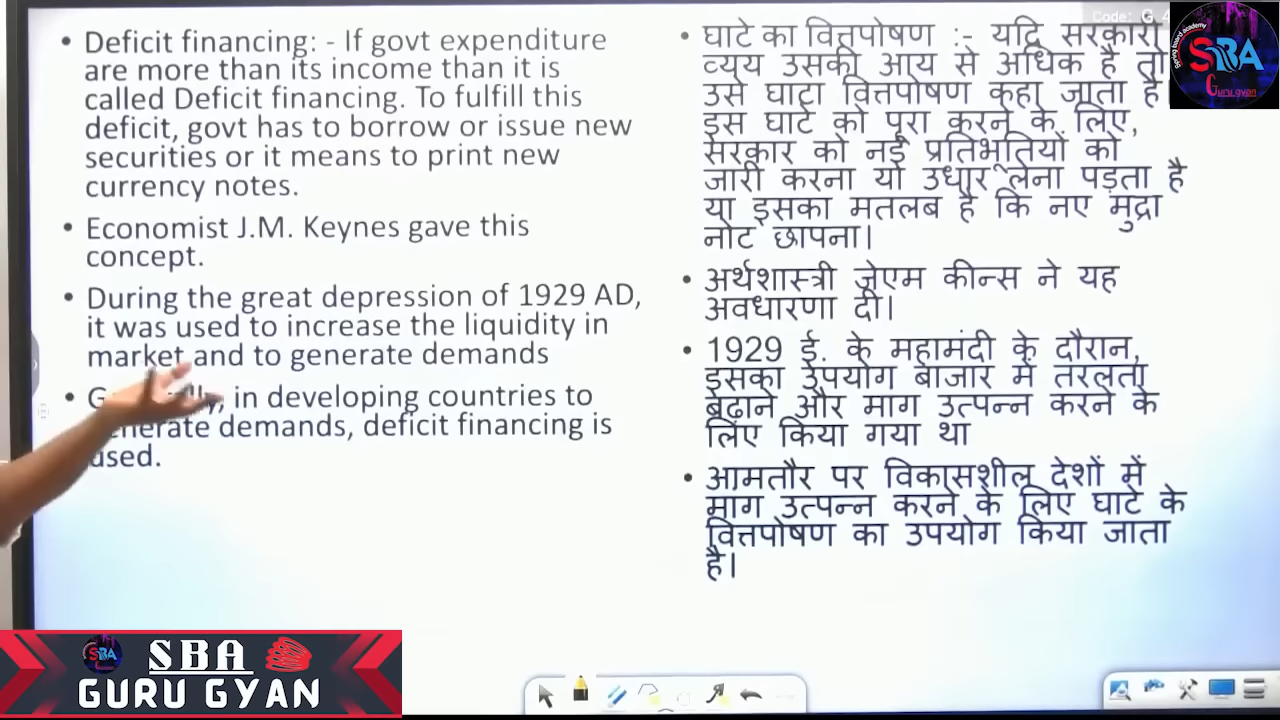 Code: G
• Deficit financing: - If govt expenditure
are more than its income than it is
called Deficit financing. To fulfill this
deficit, govt has to borrow or issue new
securities or it means to print new
currency notes.
• Economist J.M. Keynes gave this
concept.
• During the great depression of 1929 AD,
it was used to increase the liquidity in
market and to generate demands
• in developing countries to
demands, deficit financing is
used.
• घाटे का वित्तपोषण :- यदि सरकारी
व्यय उसकी आय से अधिक है तो
उसे घाटा वित्तपोषण कहा जाता है
इस घाटे को पूरा करने के लिए,
सरकार को नई प्रतिभूतियों को
जारी करना या उधार लेना पड़ता है
या इसका मतलब है कि नए मुद्रा
नोट छापना।
• अर्थशास्त्री जेएम कीन्स ने यह
अवधारणा दी।
• 1929 ई. के महामंदी के दौरान,
इसका उपयोग बाजार में तरलता
बढ़ाने और मांग उत्पन्न करने के
लिए किया गया था
• आमतौर पर विकासशील देशों में
मांग उत्पन्न करने के लिए घाटे के
वित्तपोषण का उपयोग किया जाता
है।
SBA
Guru gyan
SBA
SBA
GURU GYAN